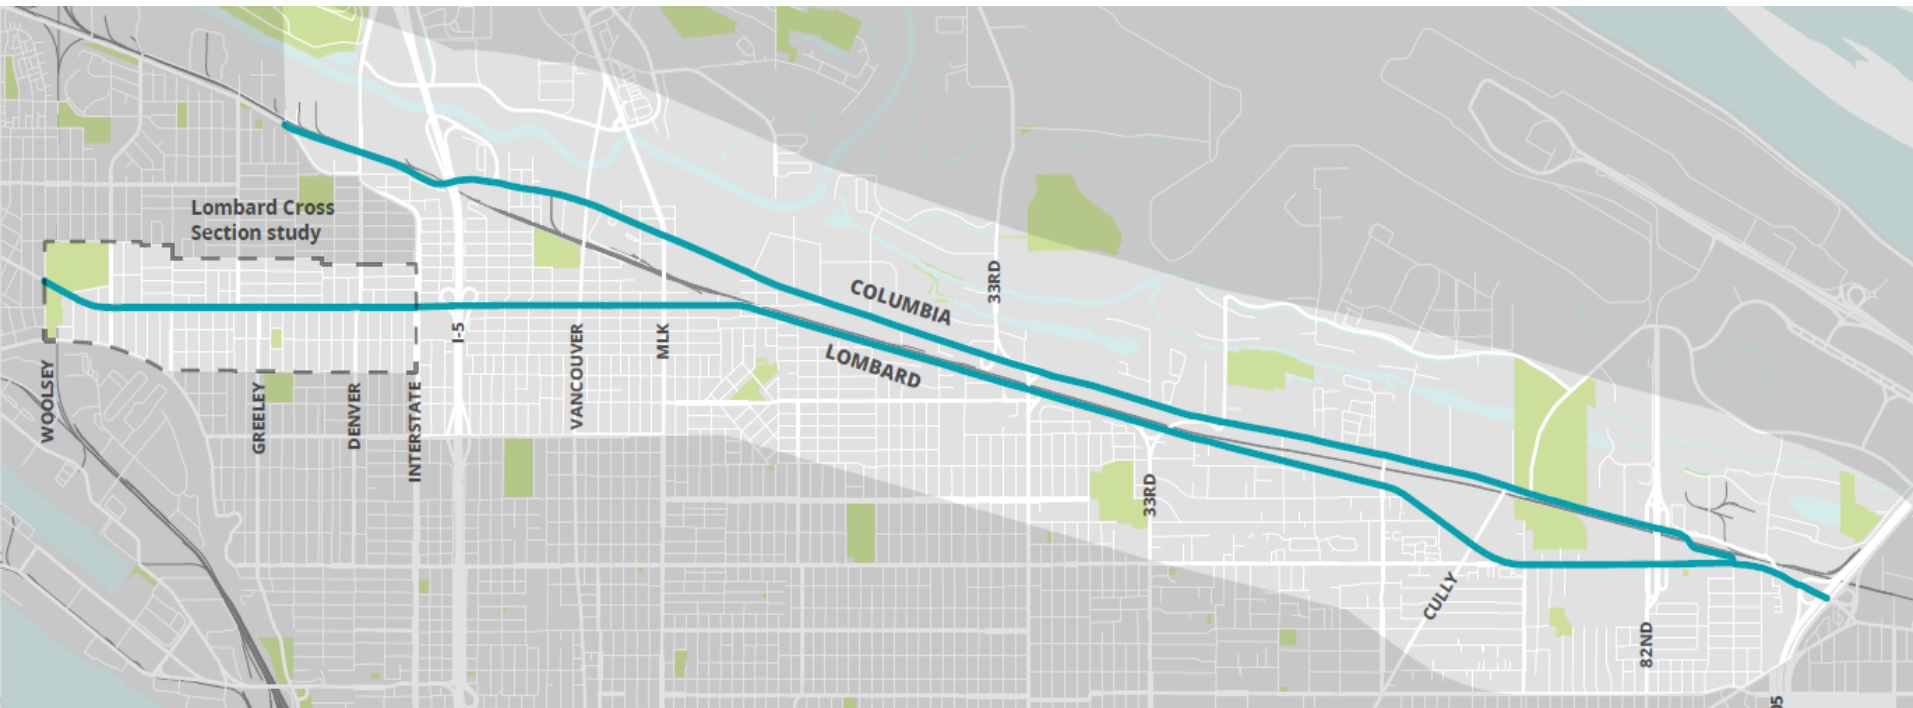 Lombard Cross
Section study
COLUMBIA
LOMBARD
33RD
I-5
VANCOUVER
MLK
WOOLSEY
GREELEY
DENVER
INTERSTATE
33RD
CULLY
82ND